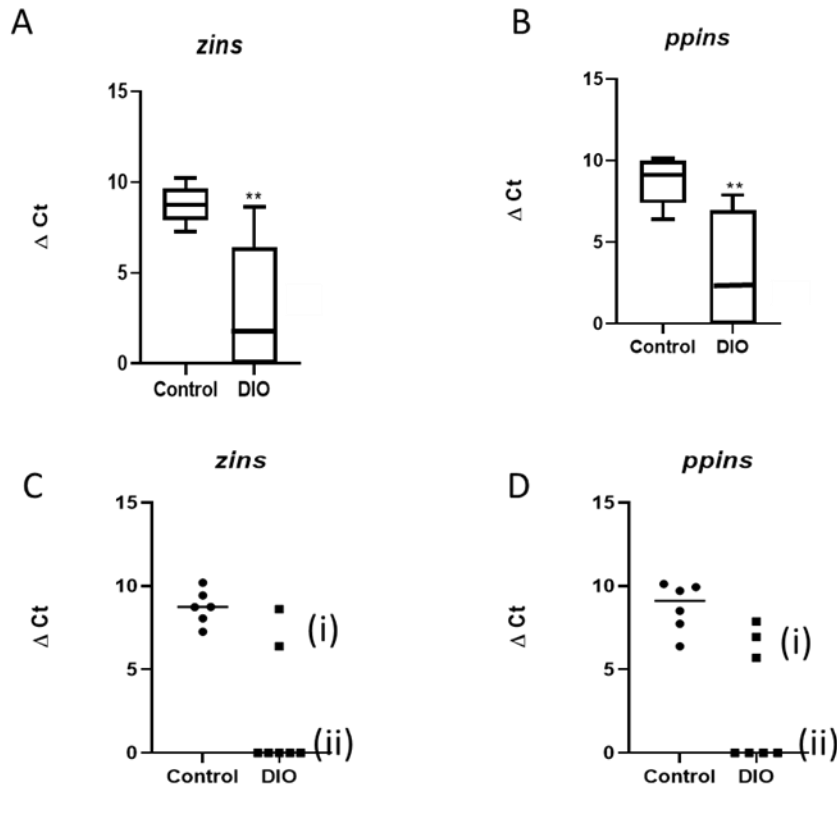 A
zins
15
10
5
0
Δ Ct
**
Control DIO
B
ppins
15
10
5
0
Δ Ct
**
Control DIO
C
zins
15
10
5
0
Δ Ct
(i)
(ii)
Control DIO
D
ppins
15
10
5
0
Δ Ct
(i)
(ii)
Control DIO